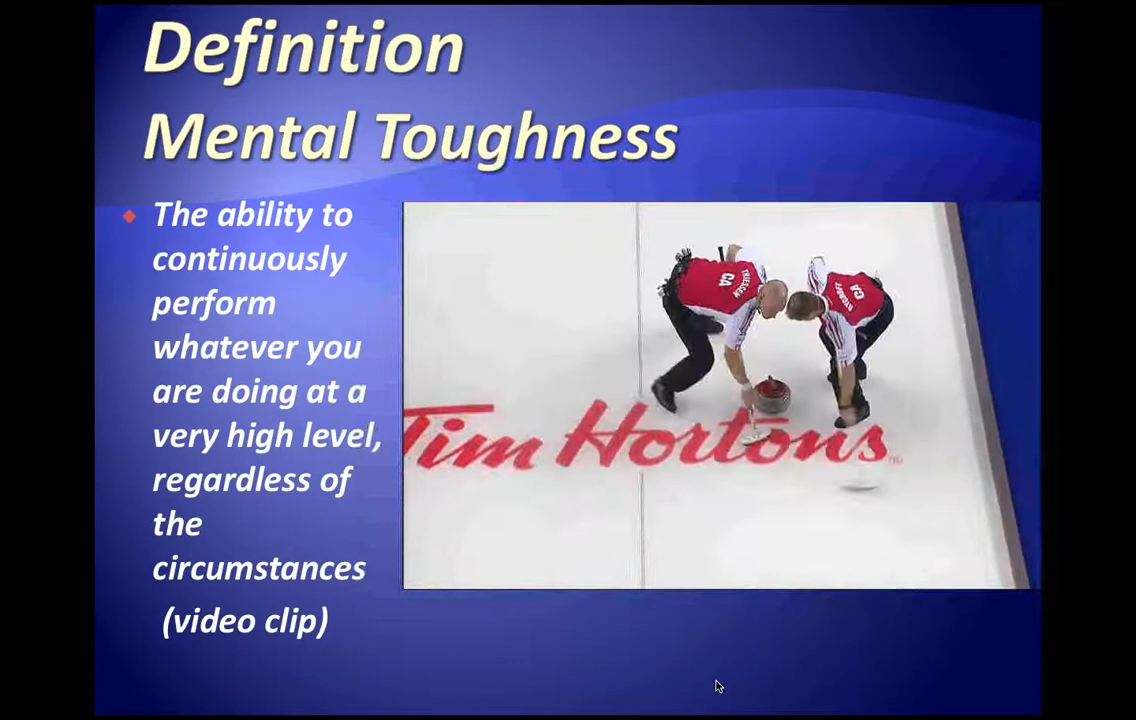 Definition
Mental Toughness
The ability to
continuously
perform
whatever you
are doing at a
very high level,
regardless of
the
circumstances
(video clip)
THIESSEN
CA
CA
Tim Hortons